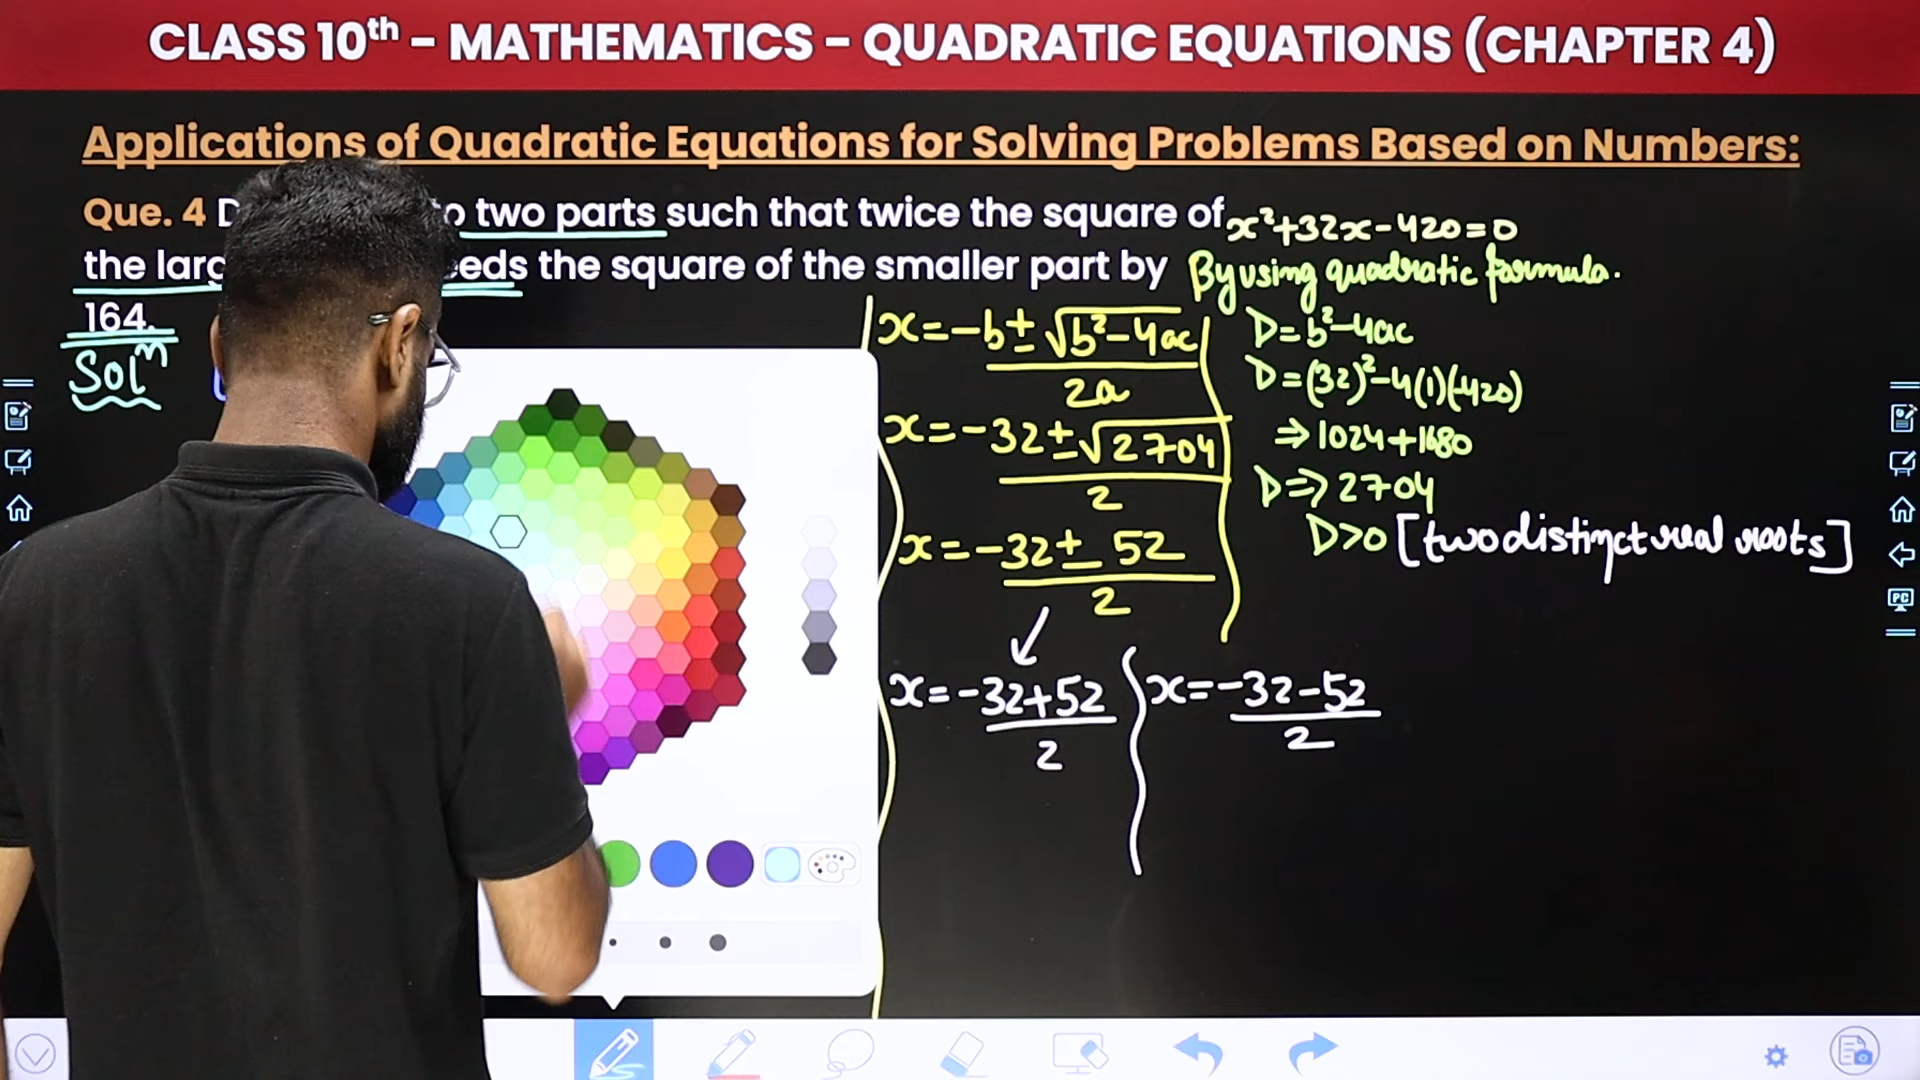 CLASS 10th - MATHEMATICS - QUADRATIC EQUATIONS (CHAPTER 4)
Applications of Quadratic Equations for Solving Problems Based on Numbers:
Que. 4 two parts such that twice the square of
the square of the smaller part by
164.
Solⁿ
x²+32x-420=0
By using quadratic formula.
x = -b ± √b²-4ac
2a
x = -32 ± √2704
2
x = -32 ± 52
2
x = -32+52
2
x = -32-52
2
D = b²-4ac
D = (32)²-4(1)(-420)
⇒ 1024+1680
D ⇒ 2704
D>0 [two distinct real roots]
PC